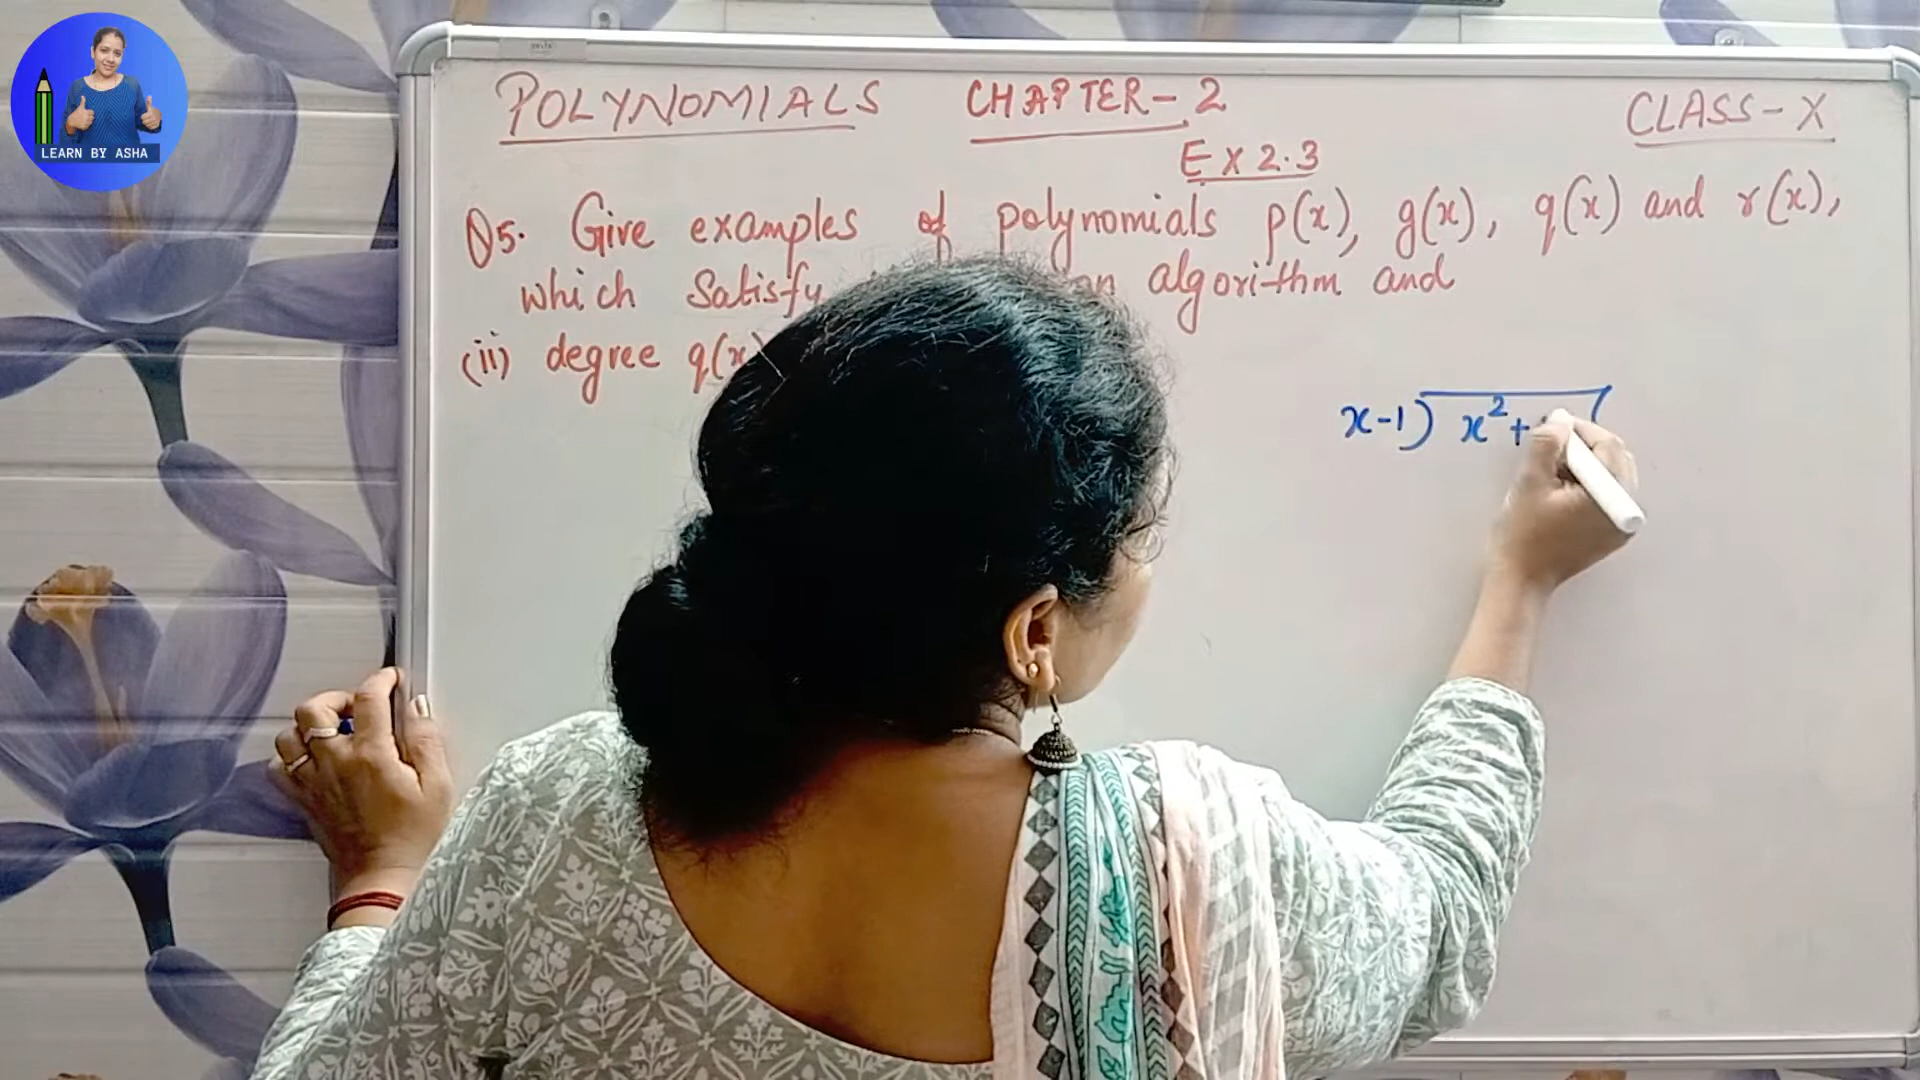 LEARN BY ASHA
POLYNOMIALS CHAPTER-2 CLASS-X
EX 2.3
Q5. Give examples of polynomials p(x), g(x), q(x) and r(x),
which satisfy algorithm and
(ii) degree q(x)
x-1) x²+